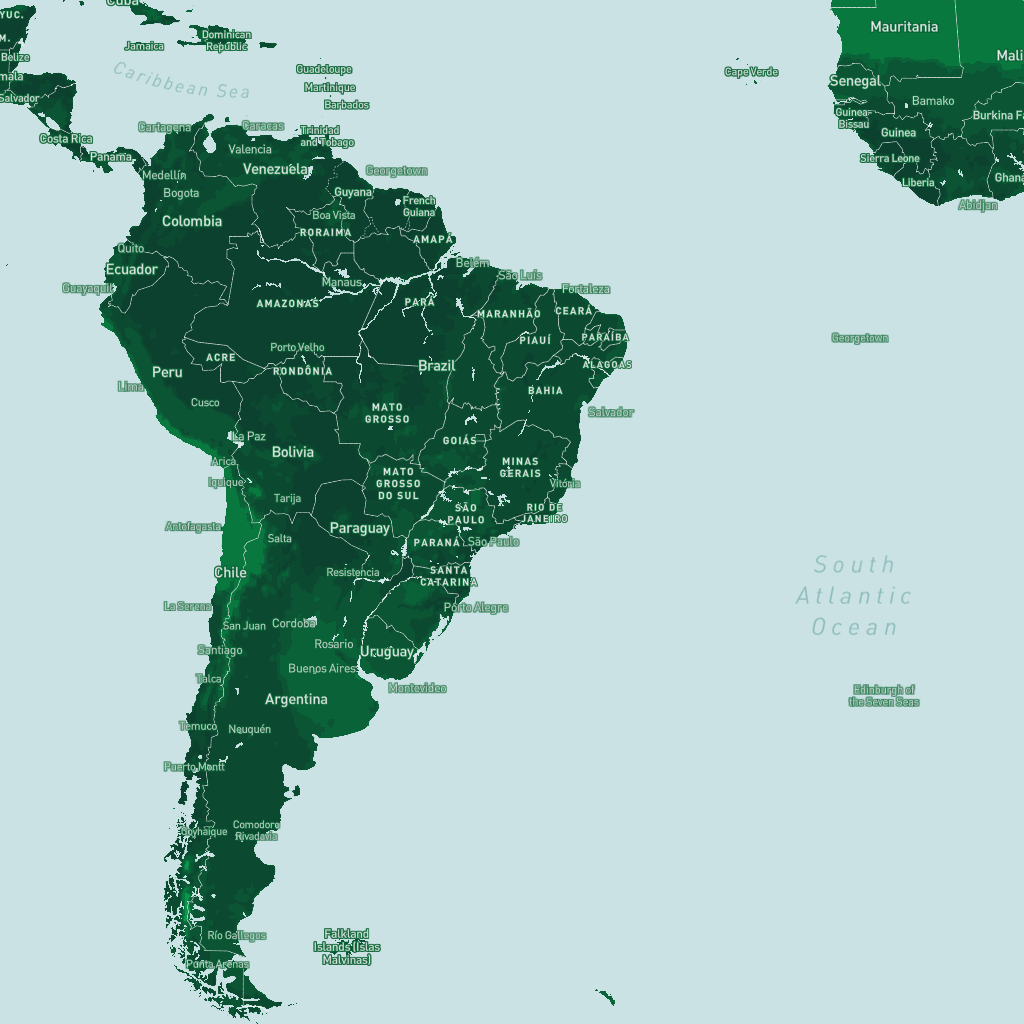 Cuba
YUC.
Mauritania
Dominican
Republic
M.
Jamaica
Mali
Belize
Guadeloupe
Cape Verde
Caribbean Sea
Senegal
Martinique
Salvador
Barbados
Bamako
Guinea-
Bissau
Burkina Fa
Cartagena
Caracas
Trinidad
and Tobago
Guinea
Costa Rica
Valencia
Panama
Sierra Leone
Venezuela
Georgetown
Medellín
Ghana
Liberia
Bogota
Guyana
French
Guiana
Abidjan
Colombia
Boa Vista
RORAIMA
AMAPÁ
Quito
Ecuador
Belém
São Luís
Guayaquil
Manaus
Fortaleza
AMAZONAS
PARÁ
MARANHÃO
CEARÁ
PIAUÍ
PARAÍBA
Georgetown
Porto Velho
ACRE
Brazil
ALAGOAS
Peru
RONDÔNIA
Lima
BAHIA
Cusco
MATO
GROSSO
Salvador
La Paz
GOIÁS
Bolivia
Arica
MINAS
GERAIS
Iquique
MATO
GROSSO
DO SUL
Vitória
Tarija
SÃO
PAULO
RIO DE
JANEIRO
Antofagasta
Paraguay
Salta
PARANÁ
São Paulo
Chile
Resistencia
SANTA
CATARINA
South
Atlantic
Ocean
La Serena
Porto Alegre
San Juan
Cordoba
Santiago
Rosario
Uruguay
Buenos Aires
Talca
Montevideo
Edinburgh of
the Seven Seas
Argentina
Temuco
Neuquén
Puerto Montt
Coyhaique
Comodoro
Rivadavia
Río Gallegos
Falkland
Islands (Islas
Malvinas)
Punta Arenas